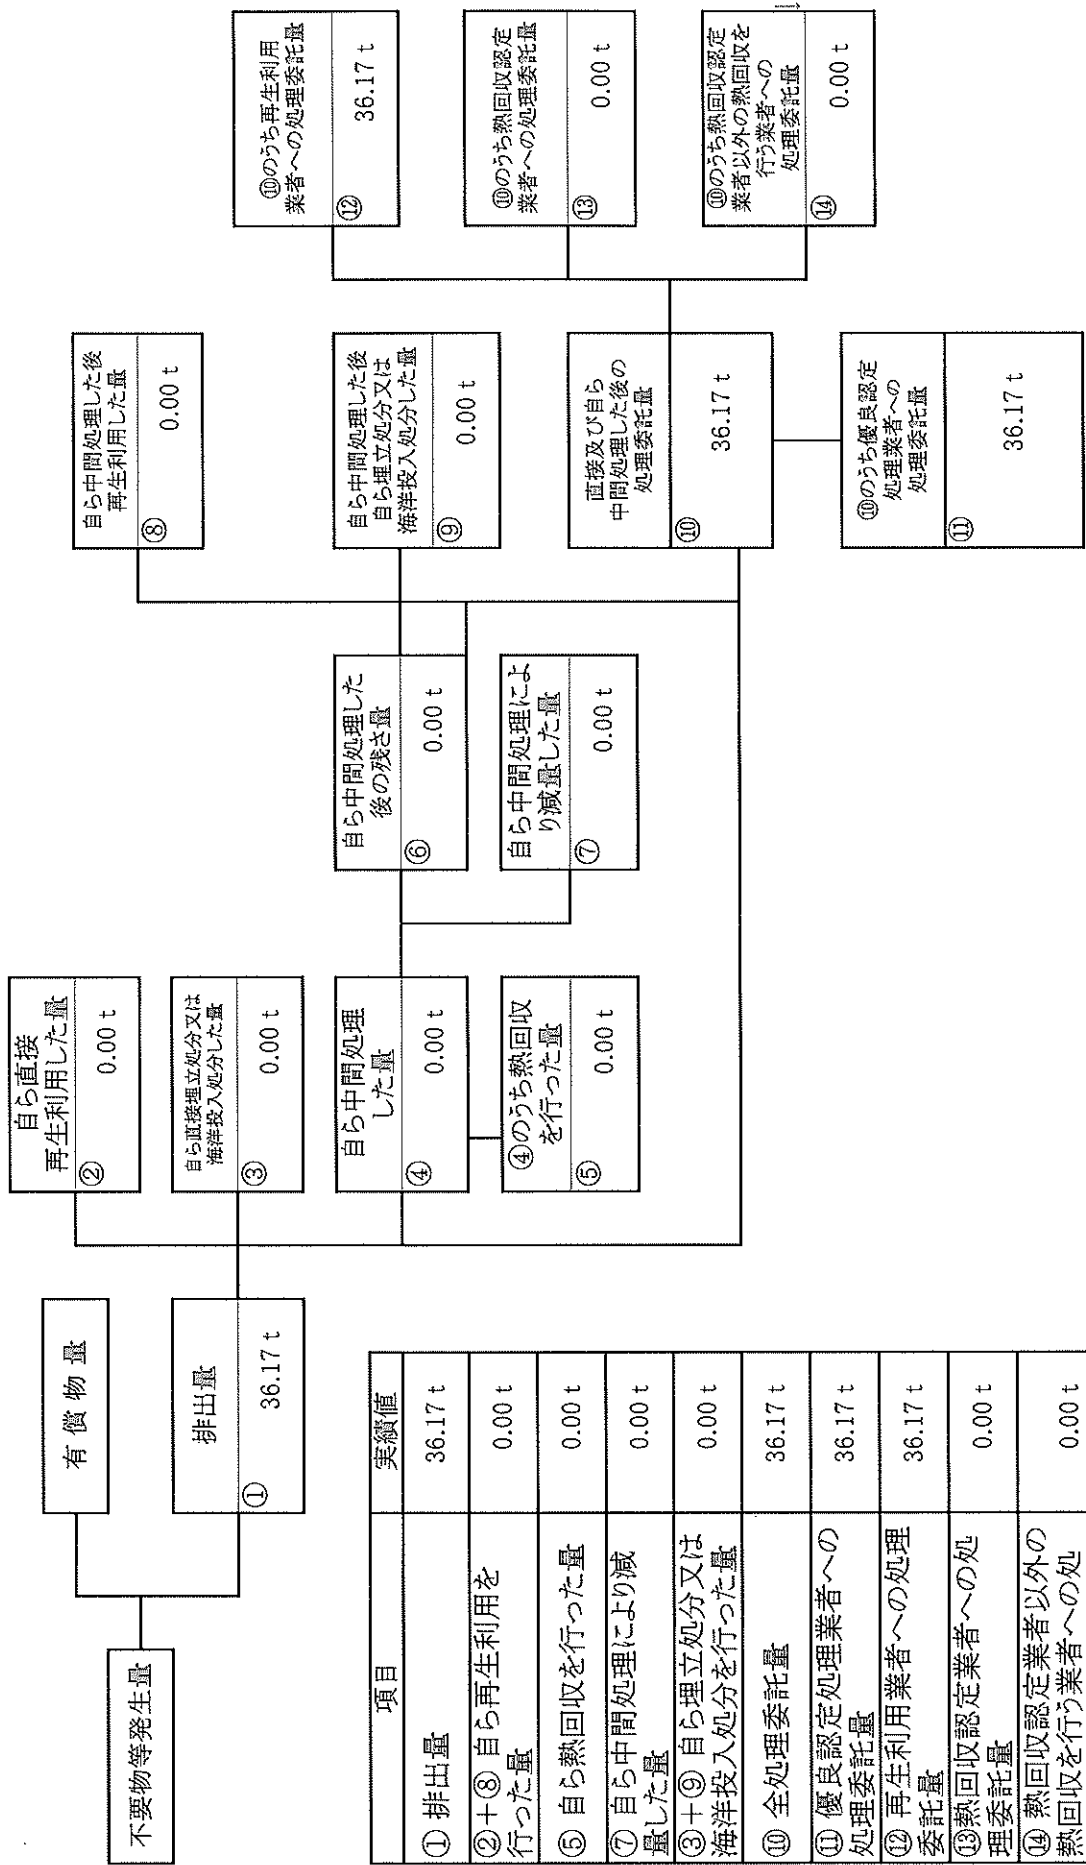 不要物等発生量
有償物量
排出量
① 36.17 t
自ら直接
再生利用した量
② 0.00 t
自ら直接埋立処分又は
海洋投入処分した量
③ 0.00 t
自ら中間処理
した量
④ 0.00 t
④のうち熱回収
を行った量
⑤ 0.00 t
自ら中間処理した
後の残さ量
⑥ 0.00 t
自ら中間処理によ
り減量した量
⑦ 0.00 t
自ら中間処理した後
再生利用した量
⑧ 0.00 t
自ら中間処理した後
自ら埋立処分又は
海洋投入処分した量
⑨ 0.00 t
直接及び自ら
中間処理した後の
処理委託量
⑩ 36.17 t
⑩のうち優良認定
処理業者への
処理委託量
⑪ 36.17 t
⑩のうち再生利用
業者への処理委託量
⑫ 36.17 t
⑩のうち熱回収認定
業者への処理委託量
⑬ 0.00 t
⑩のうち熱回収認定
業者以外の熱回収を
行う業者への
処理委託量
⑭ 0.00 t
項目 実績値
① 排出量 36.17 t
②+⑧ 自ら再生利用を
行った量 0.00 t
⑤ 自ら熱回収を行った量 0.00 t
⑦ 自ら中間処理により減
量した量 0.00 t
③+⑨ 自ら埋立処分又は
海洋投入処分を行った量 0.00 t
⑩ 全処理委託量 36.17 t
⑪ 優良認定処理業者への
処理委託量 36.17 t
⑫ 再生利用業者への処理
委託量 36.17 t
⑬熱回収認定業者への処
理委託量 0.00 t
⑭ 熱回収認定業者以外の
熱回収を行う業者への処 0.00 t